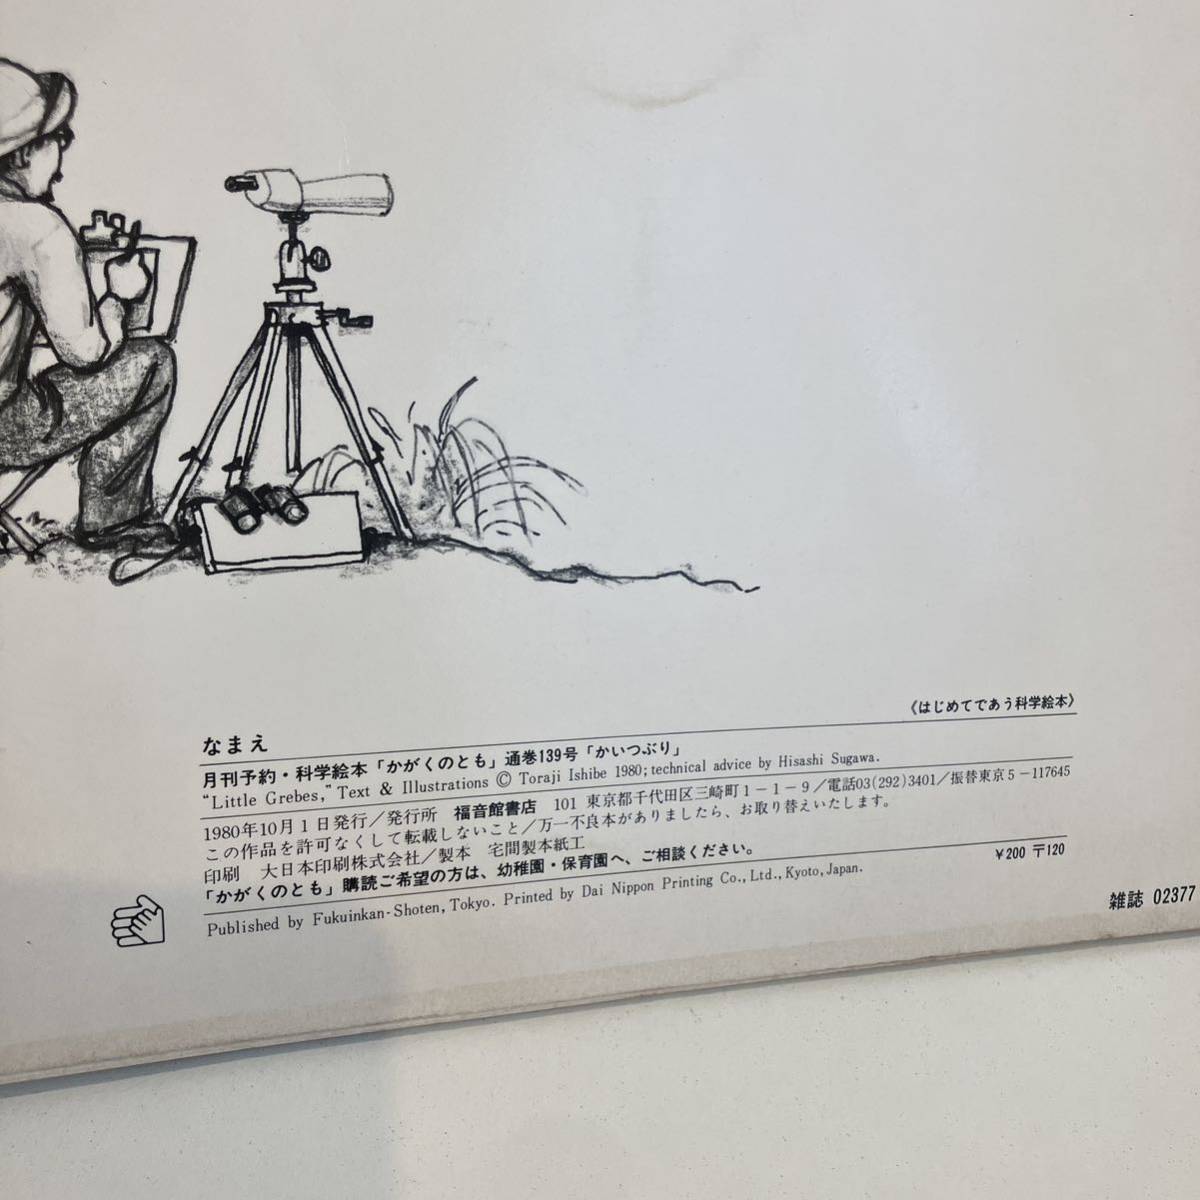 《はじめてであう科学絵本》
なまえ
月刊予約・科学絵本「かがくのとも」通巻139号「かいつぶり」
"Little Grebes," Text & Illustrations © Toraji Ishibe 1980; technical advice by Hisashi Sugawa.
1980年10月1日発行／発行所 福音館書店 101 東京都千代田区三崎町1－1－9／電話03(292)3401／振替東京5－117645
この作品を許可なくして転載しないこと／万一不良本がありましたら、お取り替えいたします。
印刷 大日本印刷株式会社／製本 宅間製本紙工
「かがくのとも」購読ご希望の方は、幼稚園・保育園へ、ご相談ください。
¥200 〒120
Published by Fukuinkan-Shoten, Tokyo. Printed by Dai Nippon Printing Co., Ltd., Kyoto, Japan.
雑誌 02377